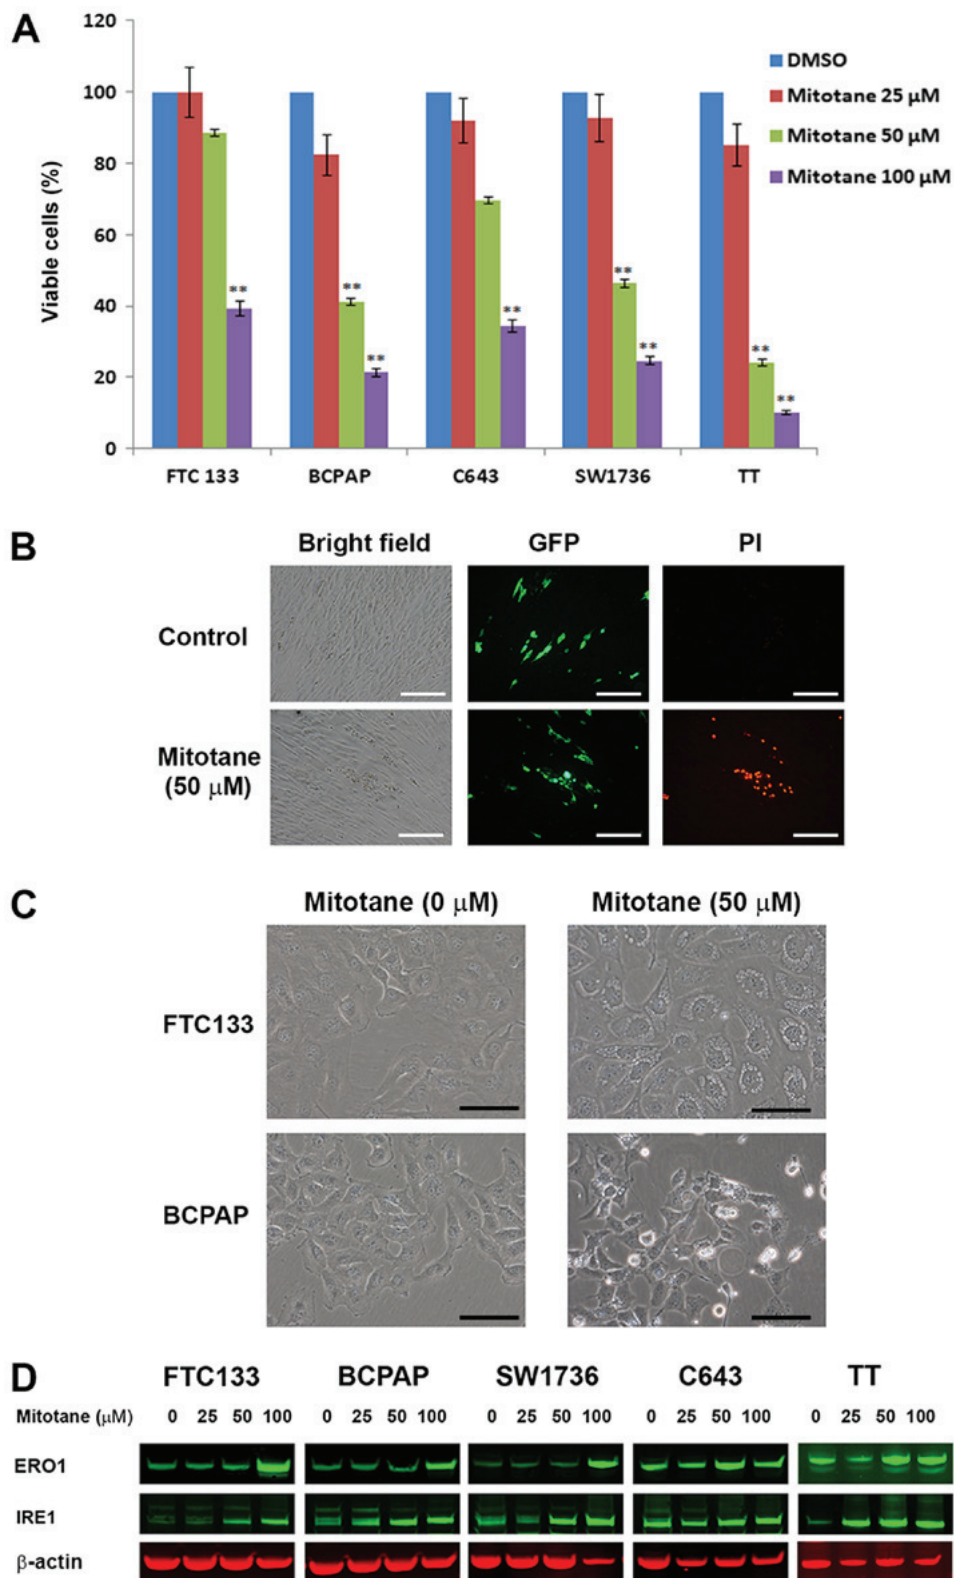 A
120
100
80
60
40
20
0
Viable cells (%)
DMSO
Mitotane 25 μM
Mitotane 50 μM
Mitotane 100 μM
**
**
**
**
**
**
**
**
FTC 133 BCPAP C643 SW1736 TT
B
Bright field GFP PI
Control
Mitotane
(50 μM)
C
Mitotane (0 μM) Mitotane (50 μM)
FTC133
BCPAP
D
FTC133 BCPAP SW1736 C643 TT
Mitotane (μM) 0 25 50 100 0 25 50 100 0 25 50 100 0 25 50 100 0 25 50 100
ERO1
IRE1
β-actin